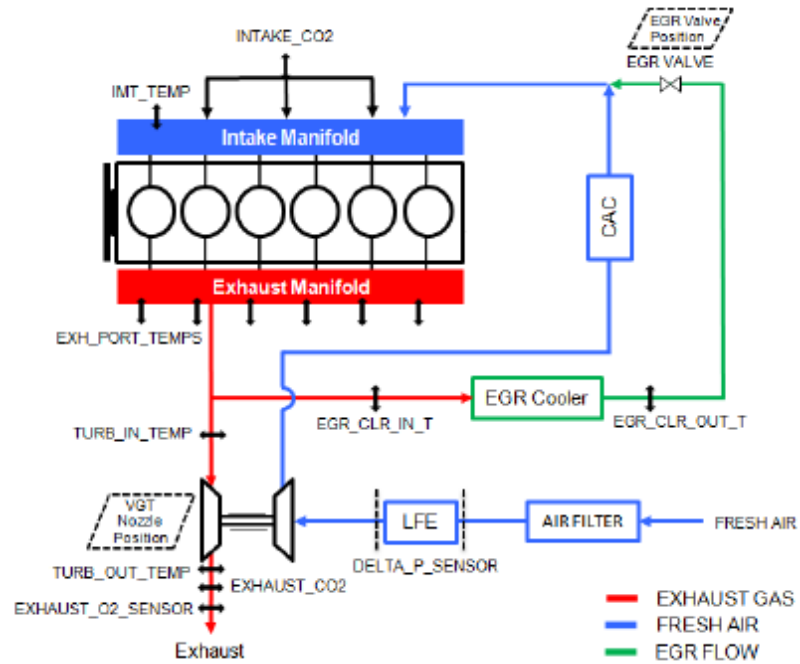 EGR Valve
Position
INTAKE_CO2
EGR VALVE
IMT_TEMP
Intake Manifold
CAC
Exhaust Manifold
EXH_PORT_TEMPS
EGR Cooler
EGR_CLR_IN_T
EGR_CLR_OUT_T
TURB_IN_TEMP
VGT
Nozzle
Position
LFE
AIR FILTER
FRESH AIR
DELTA_P_SENSOR
TURB_OUT_TEMP
EXHAUST_CO2
EXHAUST_O2_SENSOR
EXHAUST GAS
FRESH AIR
EGR FLOW
Exhaust